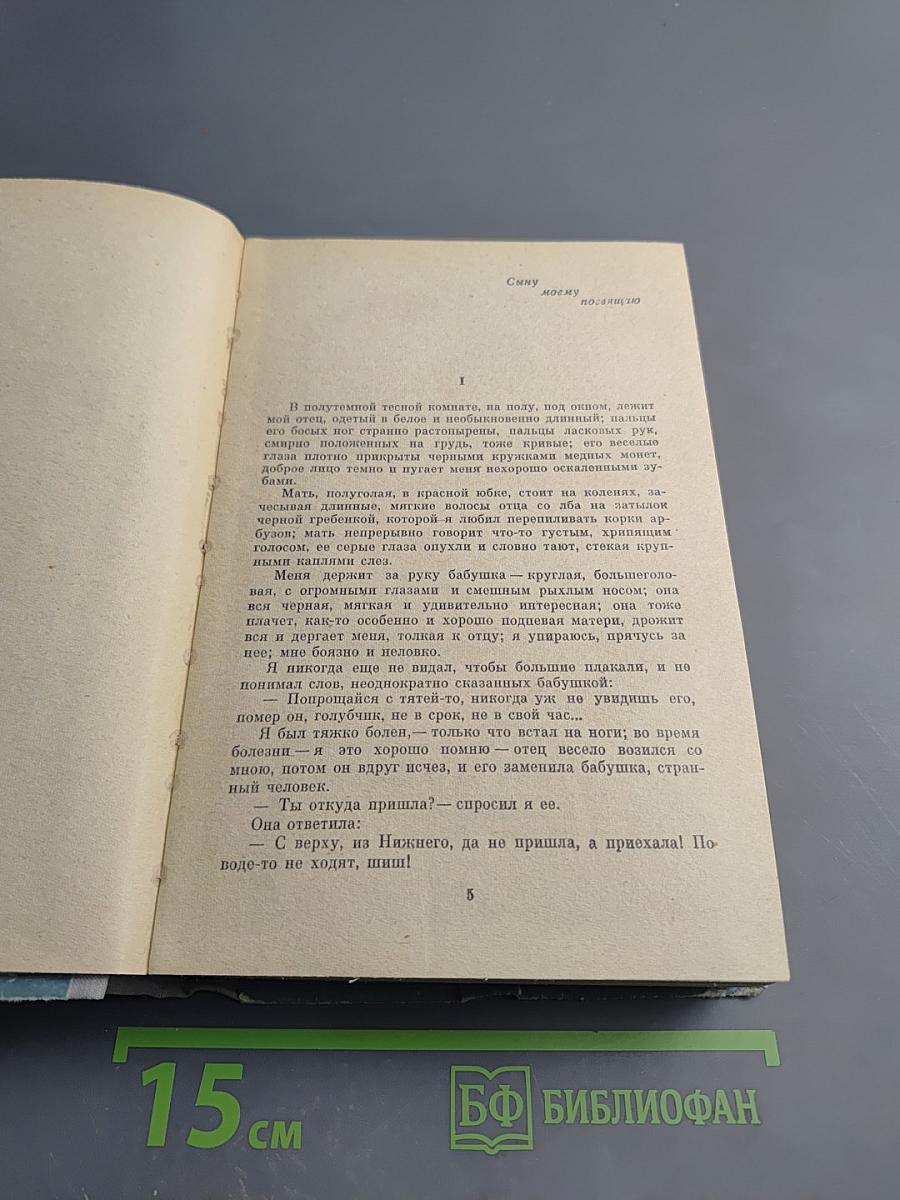 Сыну
моему
посвящаю
I
В полутемной тесной комнате, на полу, под окном, лежит
мой отец, одетый в белое и необыкновенно длинный; пальцы
его босых ног странно растопырены, пальцы ласковых рук,
смирно положенных на грудь, тоже кривые; его веселые
глаза плотно прикрыты черными кружками медных монет,
доброе лицо темно и пугает меня нехорошо оскаленными зу-
бами.
Мать, полуголая, в красной юбке, стоит на коленях, за-
чесывая длинные, мягкие волосы отца со лба на затылок
черной гребенкой, которой я любил перепиливать корки ар-
бузов; мать непрерывно говорит что-то густым, хрипящим
голосом, ее серые глаза опухли и словно тают, стекая круп-
ными каплями слез.
Меня держит за руку бабушка — круглая, большеголо-
вая, с огромными глазами и смешным рыхлым носом; она
вся черная, мягкая и удивительно интересная; она тоже
плачет, как-то особенно и хорошо подпевая матери, дрожит
вся и дергает меня, толкая к отцу; я упираюсь, прячусь за
нее; мне боязно и неловко.
Я никогда еще не видал, чтобы большие плакали, и не
понимал слов, неоднократно сказанных бабушкой:
— Попрощайся с тятей-то, никогда уж не увидишь его,
помер он, голубчик, не в срок, не в свой час...
Я был тяжко болен,— только что встал на ноги; во время
болезни — я это хорошо помню — отец весело возился со
мною, потом он вдруг исчез, и его заменила бабушка, стран-
ный человек.
— Ты откуда пришла?— спросил я ее.
Она ответила:
— С верху, из Нижнего, да не пришла, а приехала! По
воде-то не ходят, шиш!
5
15 см
БФ БИБЛИОФАН